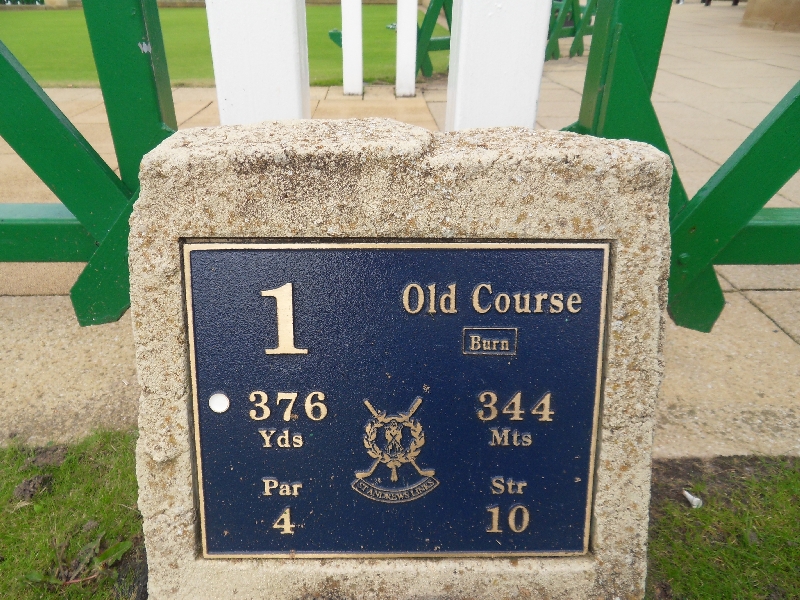 1
Old Course
Burn
376
Yds
344
Mts
ST ANDREWS LINKS
Par
4
Str
10